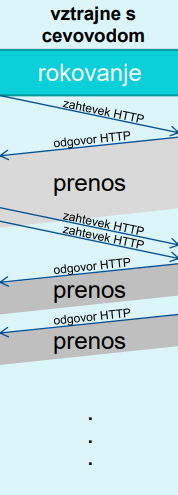 vztrajne s
cevovodom
rokovanje
zahtevek HTTP
odgovor HTTP
prenos
zahtevek HTTP
zahtevek HTTP
odgovor HTTP
prenos
odgovor HTTP
prenos
.
.
.